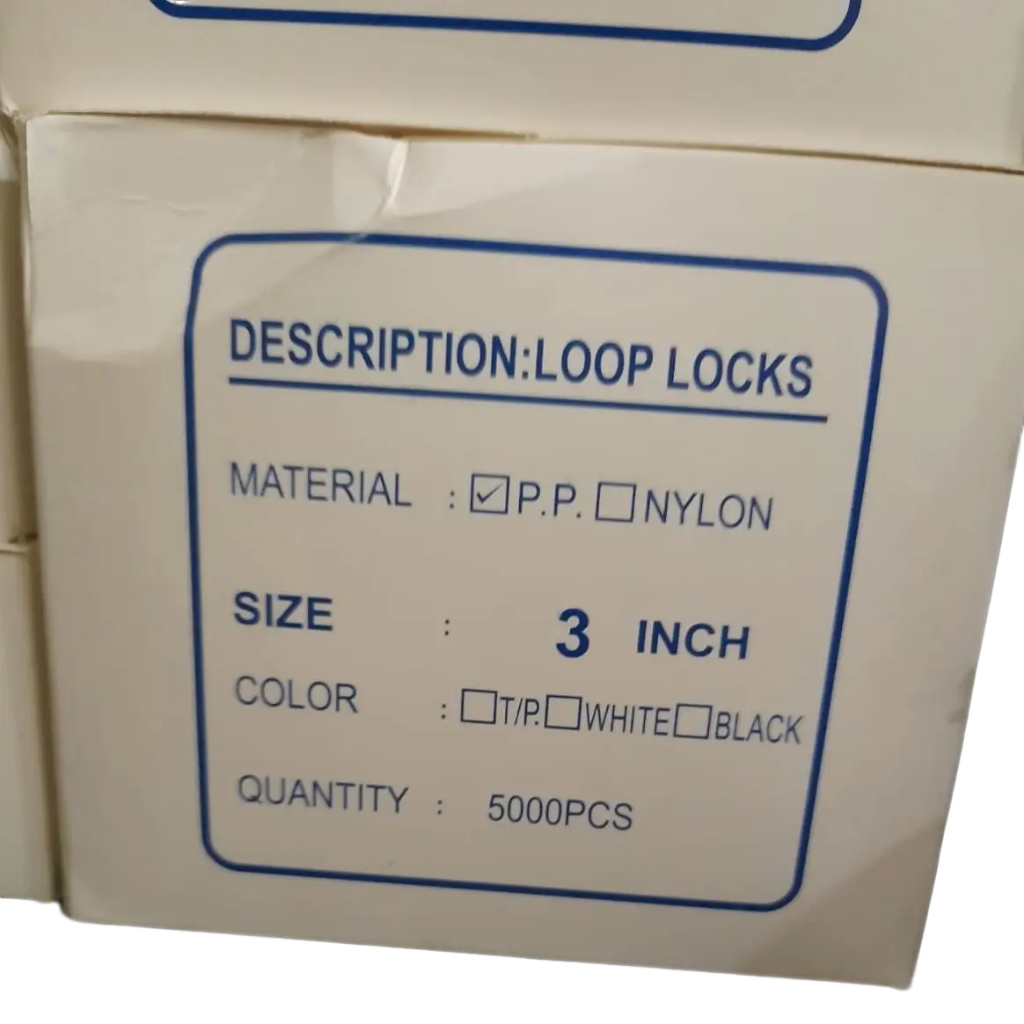 DESCRIPTION:LOOP LOCKS
MATERIAL : ☑P.P. ☐NYLON
SIZE : 3 INCH
COLOR : ☐T/P.☐WHITE☐BLACK
QUANTITY : 5000PCS